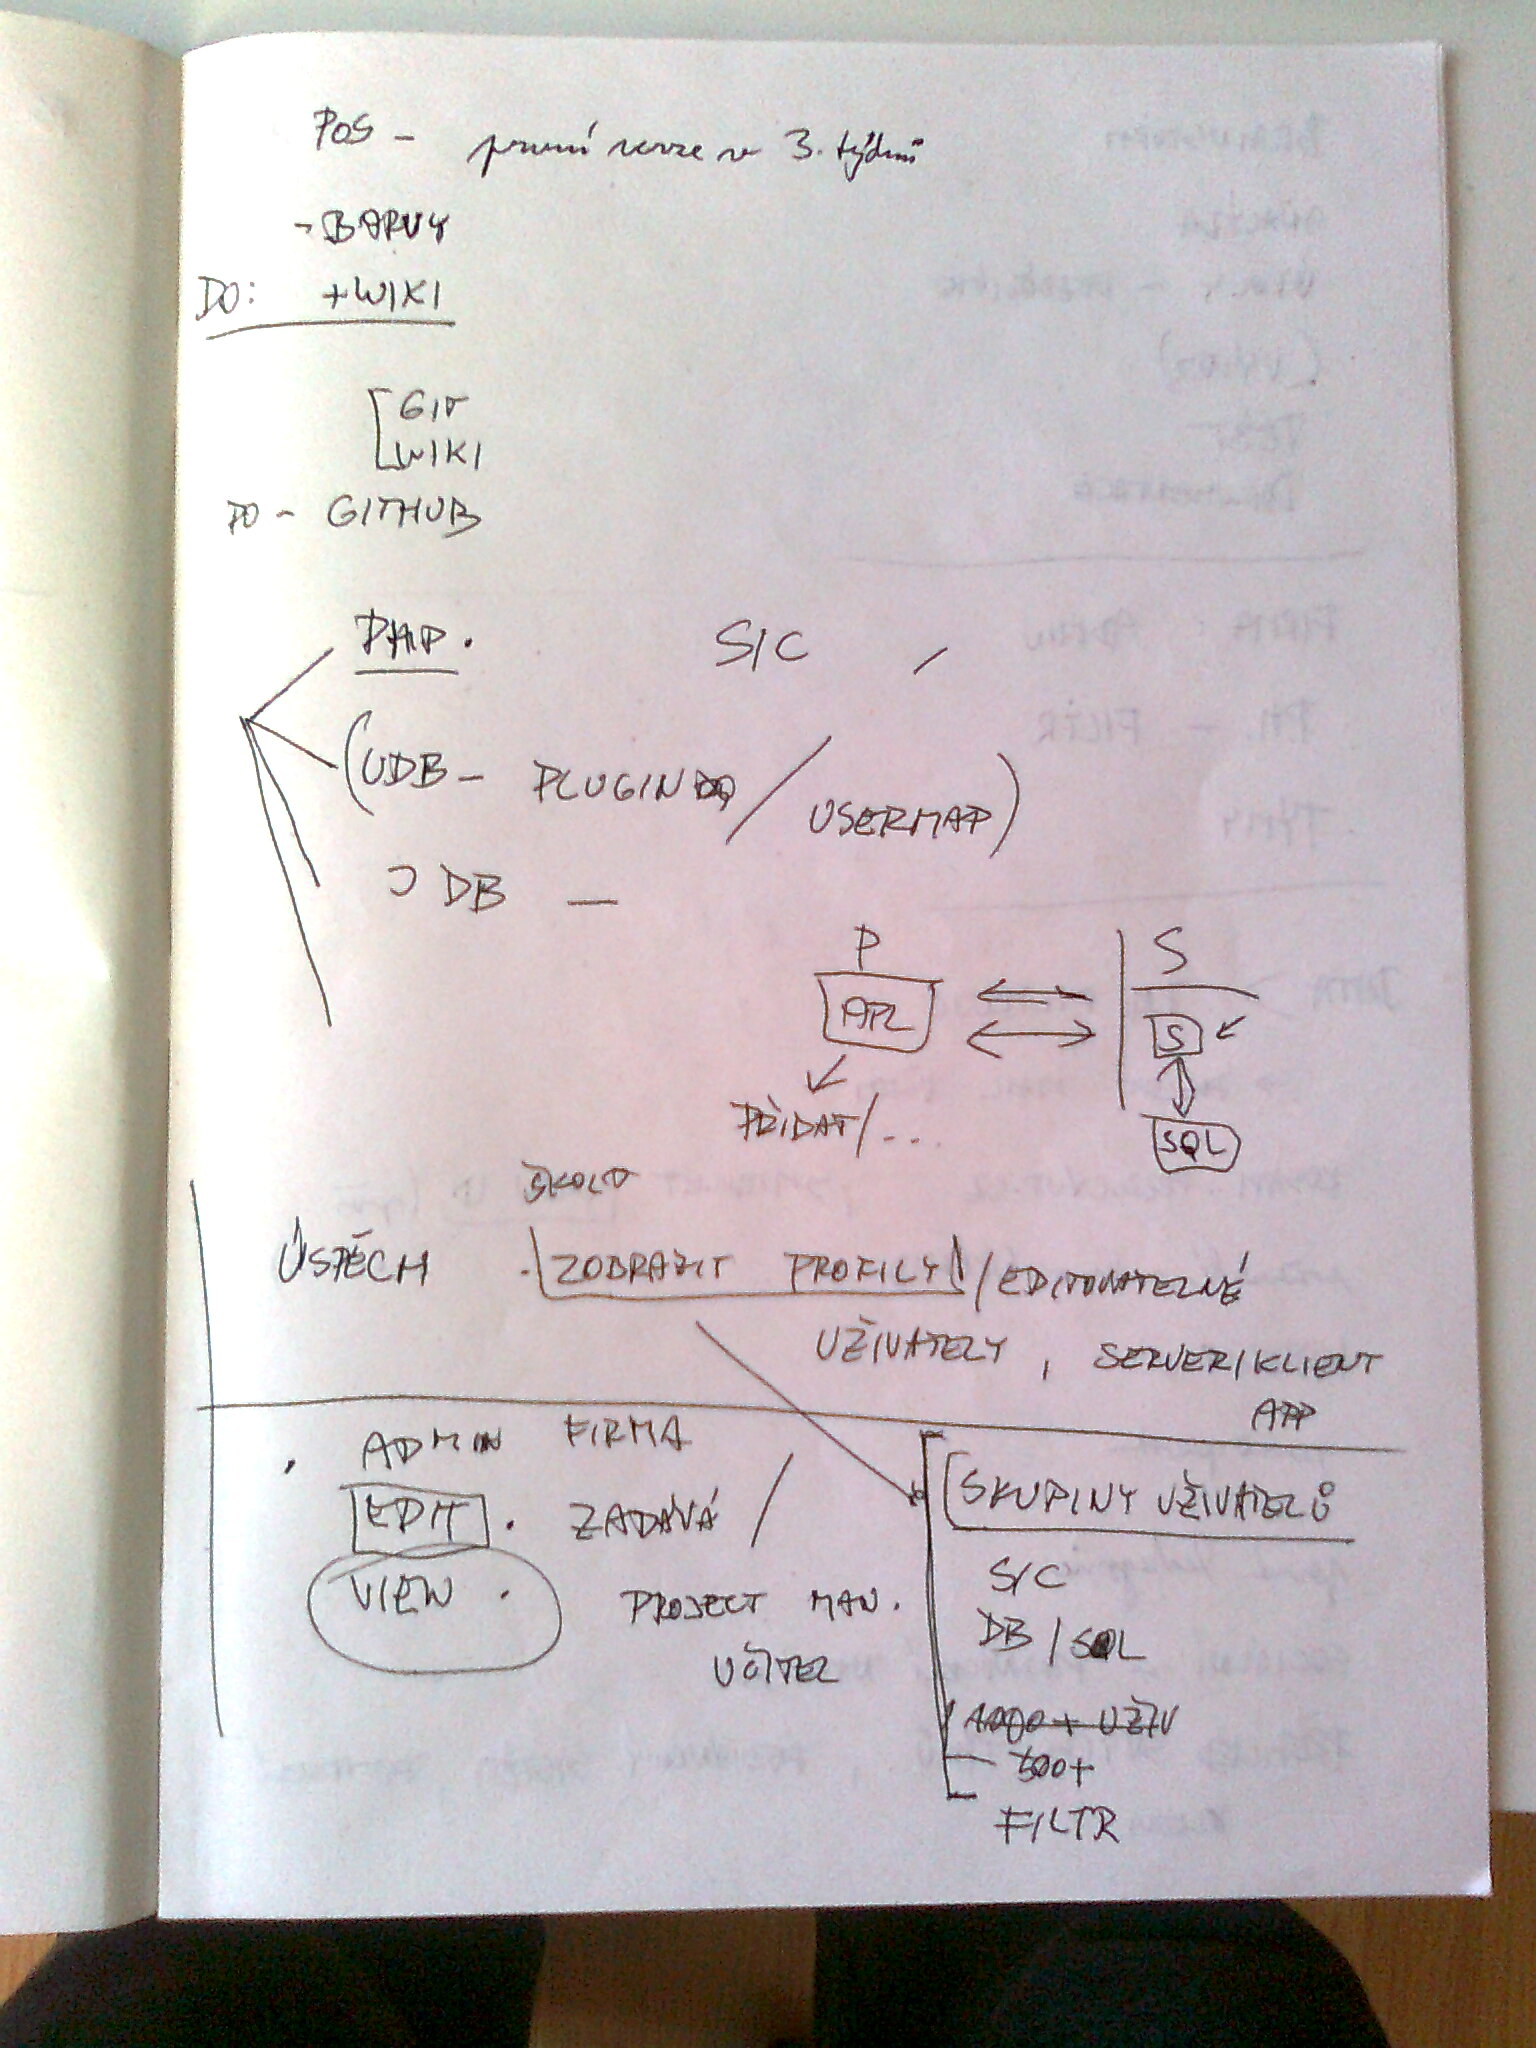 POS - první verze v 3. týdnu
- BARVY
DO: + WIKI
GIT
WIKI
DO - GITHUB
PHP. S/C /
(UDB - PLUGIN / USERMAP)
DB —
P S
APL S
PŘIDAT/... SQL
ŠKOLA
ÚSPĚCH . ZOBRAZIT PROFILY / EDITOVATELNÉ
UŽIVATELY, SERVER/KLIENT
APP
. ADMIN FIRMA
EDIT . ZADÁVÁ /
VIEW . PROJECT MAN.
UČITEL
SKUPINY UŽIVATELŮ
S/C
DB / SQL
1000+ UŽIV
500+
FILTR